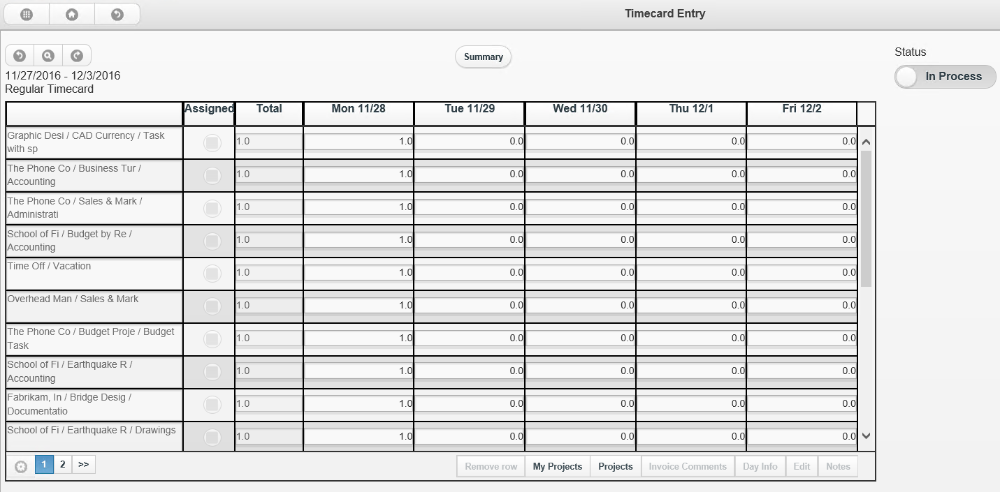 Timecard Entry
Summary
Status
In Process
11/27/2016 - 12/3/2016
Regular Timecard
Assigned Total Mon 11/28 Tue 11/29 Wed 11/30 Thu 12/1 Fri 12/2
Graphic Desi / CAD Currency / Task
with sp
1.0 1.0 0.0 0.0 0.0 0.0
The Phone Co / Business Tur /
Accounting
1.0 1.0 0.0 0.0 0.0 0.0
The Phone Co / Sales & Mark /
Administrati
1.0 1.0 0.0 0.0 0.0 0.0
School of Fi / Budget by Re /
Accounting
1.0 1.0 0.0 0.0 0.0 0.0
Time Off / Vacation
1.0 1.0 0.0 0.0 0.0 0.0
Overhead Man / Sales & Mark
1.0 1.0 0.0 0.0 0.0 0.0
The Phone Co / Budget Proje / Budget
Task
1.0 1.0 0.0 0.0 0.0 0.0
School of Fi / Earthquake R /
Accounting
1.0 1.0 0.0 0.0 0.0 0.0
Fabrikam, In / Bridge Desig /
Documentatio
1.0 1.0 0.0 0.0 0.0 0.0
School of Fi / Earthquake R / Drawings
1.0 1.0 0.0 0.0 0.0 0.0
1 2 >> Remove row My Projects Projects Invoice Comments Day Info Edit Notes